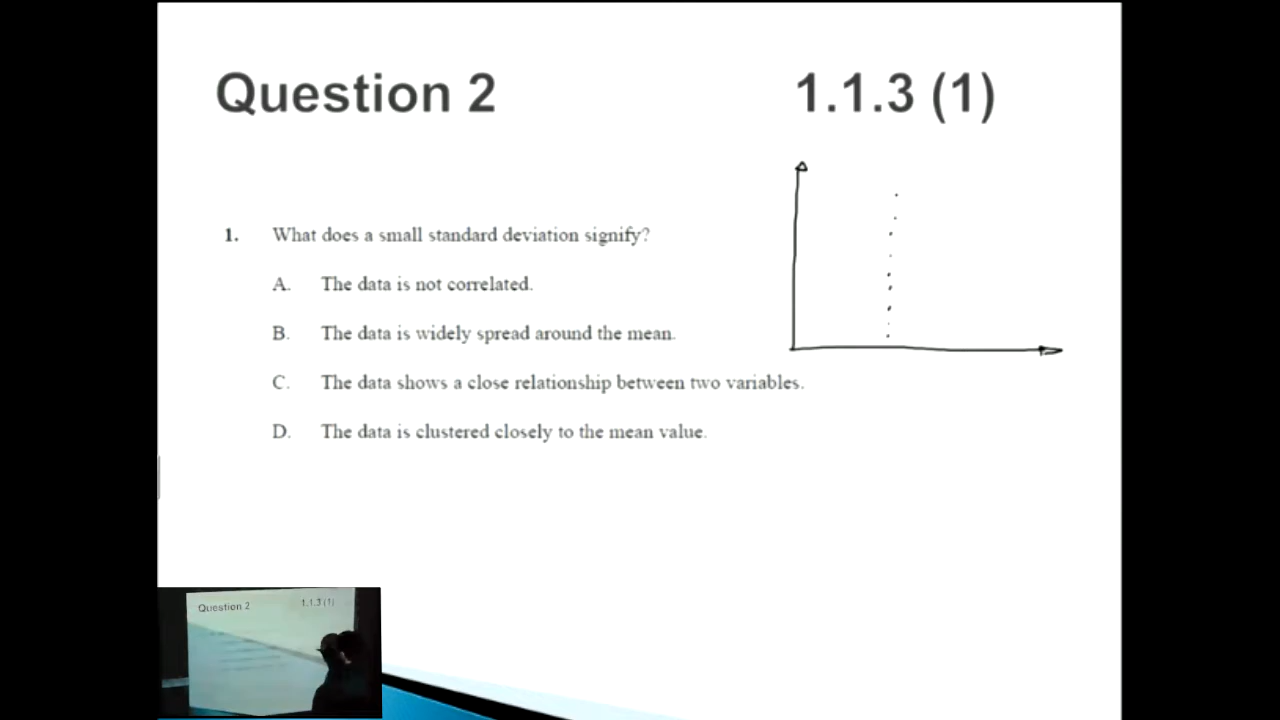 Question 2
1.1.3 (1)
1. What does a small standard deviation signify?
A. The data is not correlated.
B. The data is widely spread around the mean.
C. The data shows a close relationship between two variables.
D. The data is clustered closely to the mean value.
Question 2
1.1.3 (1)